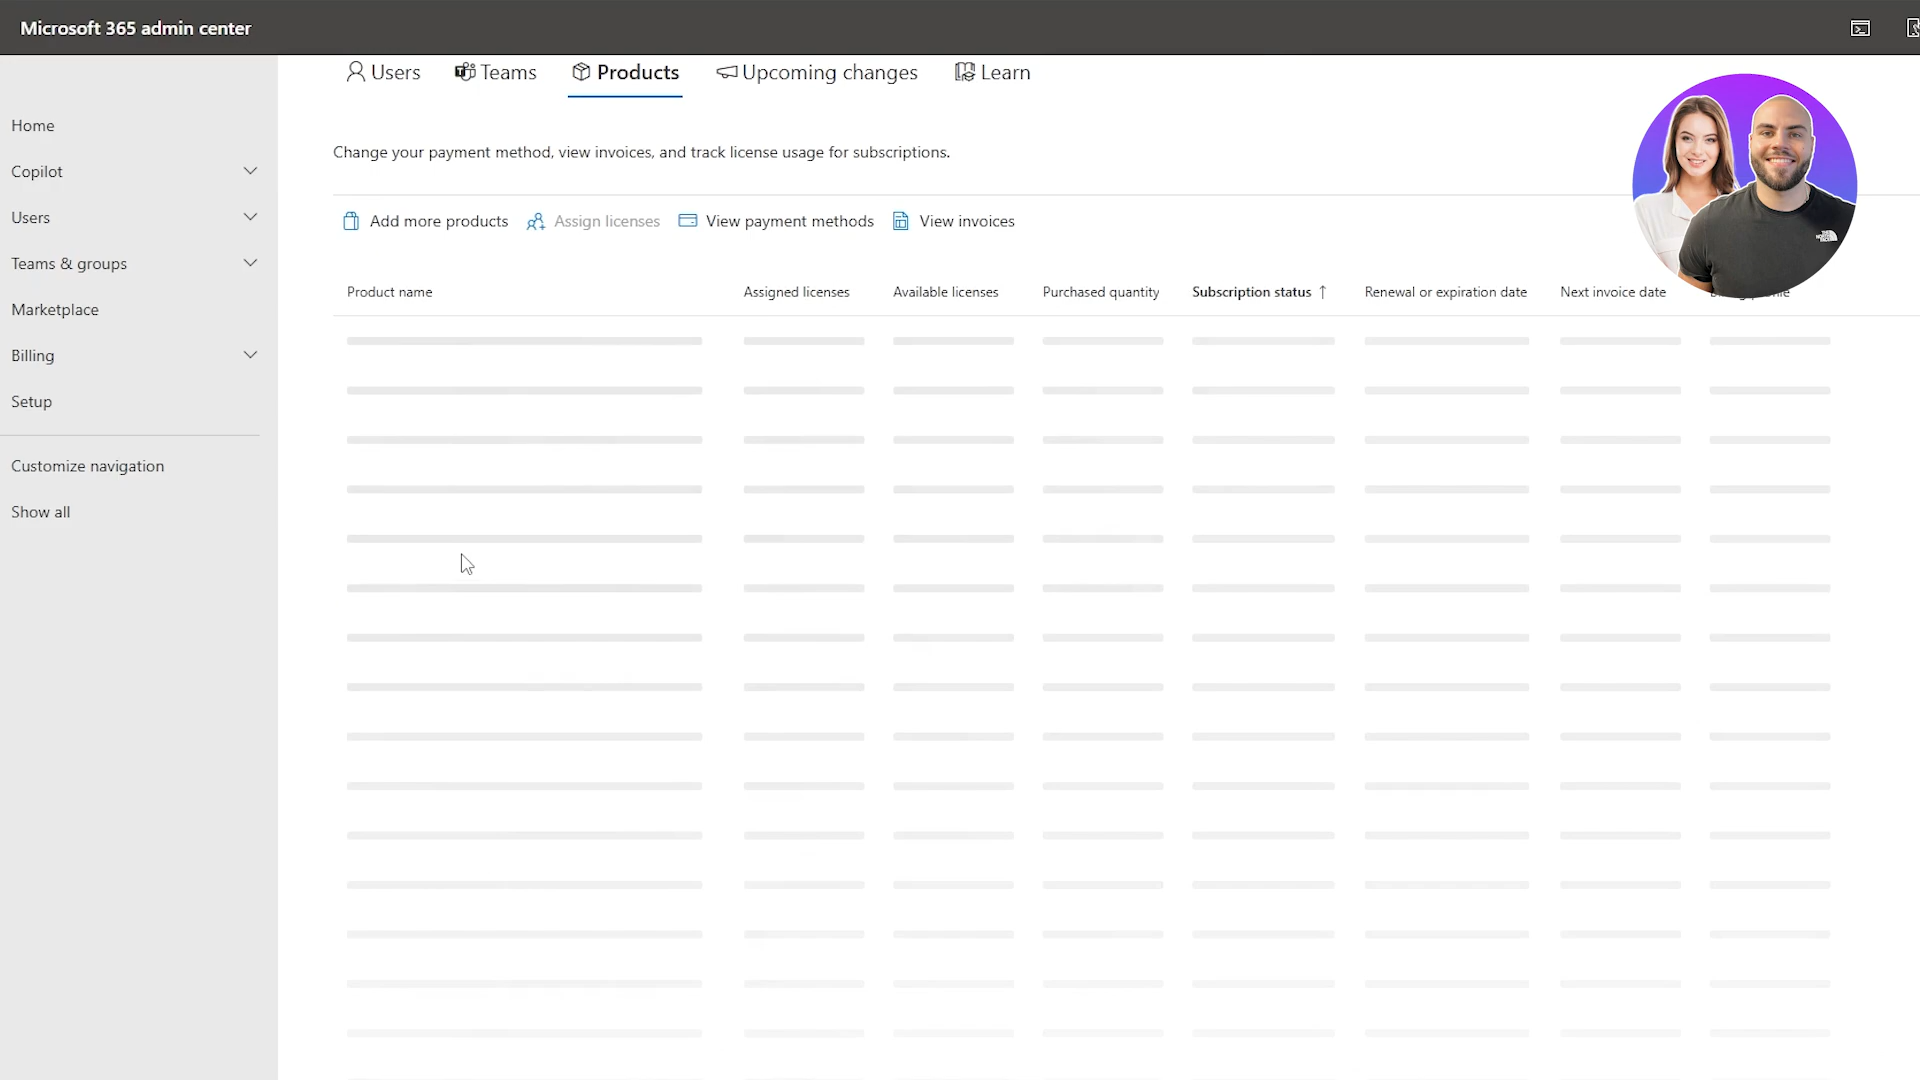 Microsoft 365 admin center
Users Teams Products Upcoming changes Learn
Home
Copilot
Users
Teams & groups
Marketplace
Billing
Setup
Customize navigation
Show all
Change your payment method, view invoices, and track license usage for subscriptions.
Add more products Assign licenses View payment methods View invoices
Product name Assigned licenses Available licenses Purchased quantity Subscription status ↑ Renewal or expiration date Next invoice date